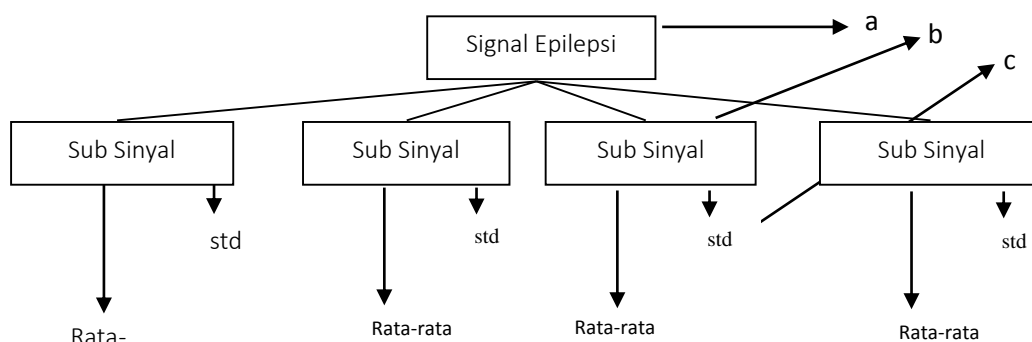 Signal Epilepsi
a
b
c
Sub Sinyal
Sub Sinyal
Sub Sinyal
Sub Sinyal
std
std
std
std
Rata-
Rata-rata
Rata-rata
Rata-rata